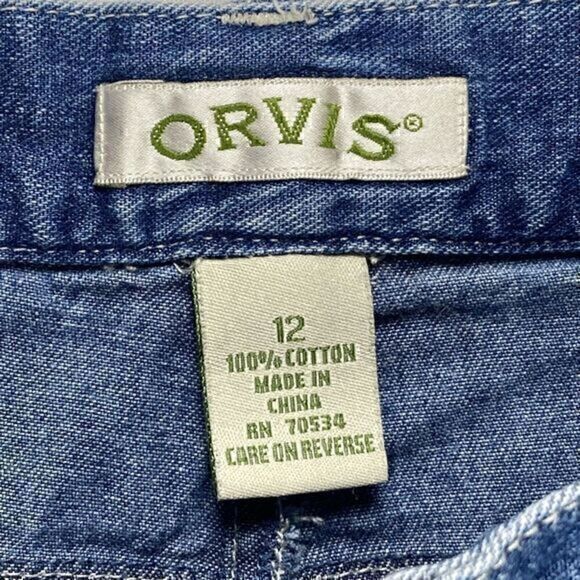 ORVIS®
12
100% COTTON
MADE IN
CHINA
RN 70534
CARE ON REVERSE